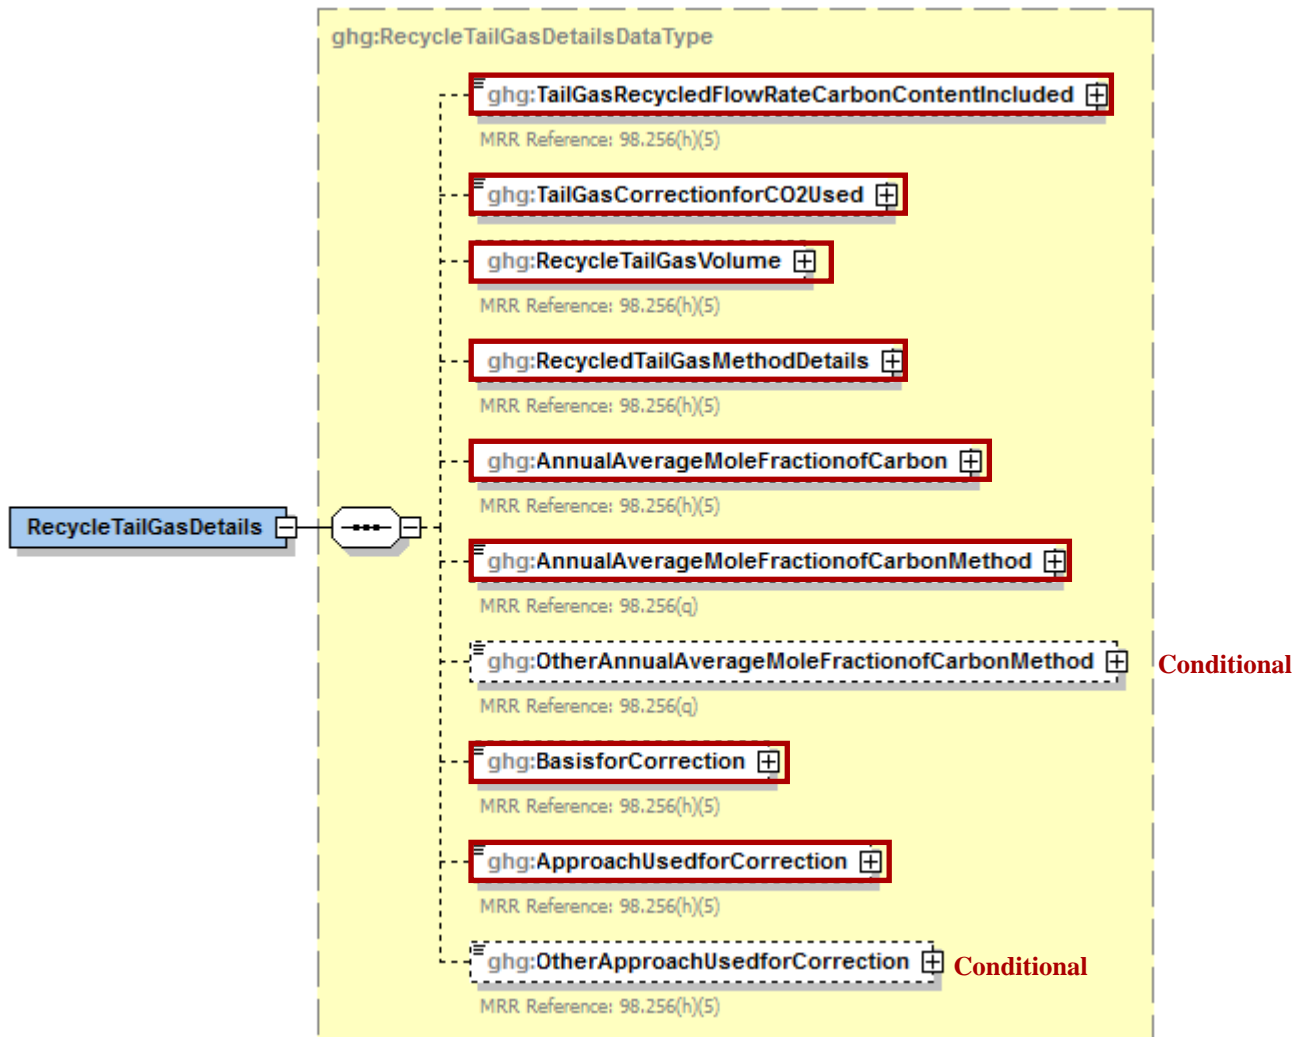 ghg:RecycleTailGasDetailsDataType
ghg:TailGasRecycledFlowRateCarbonContentIncluded
MRR Reference: 98.256(h)(5)
ghg:TailGasCorrectionforCO2Used
ghg:RecycleTailGasVolume
MRR Reference: 98.256(h)(5)
ghg:RecycledTailGasMethodDetails
MRR Reference: 98.256(h)(5)
ghg:AnnualAverageMoleFractionofCarbon
MRR Reference: 98.256(h)(5)
RecycleTailGasDetails
ghg:AnnualAverageMoleFractionofCarbonMethod
MRR Reference: 98.256(q)
ghg:OtherAnnualAverageMoleFractionofCarbonMethod Conditional
MRR Reference: 98.256(q)
ghg:BasisforCorrection
MRR Reference: 98.256(h)(5)
ghg:ApproachUsedforCorrection
MRR Reference: 98.256(h)(5)
ghg:OtherApproachUsedforCorrection Conditional
MRR Reference: 98.256(h)(5)